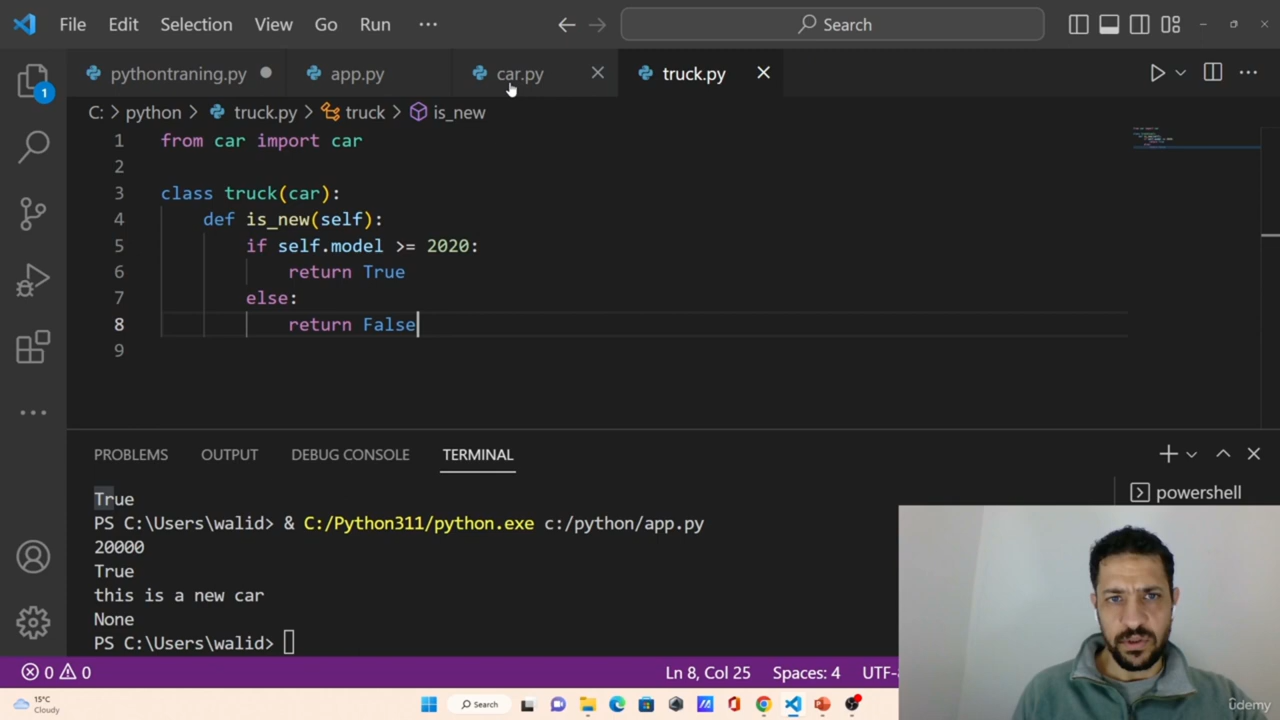 File Edit Selection View Go Run ··· Search
pythontraning.py app.py car.py truck.py
C: > python > truck.py > truck > is_new
1 from car import car
2
3 class truck(car):
4 def is_new(self):
5 if self.model >= 2020:
6 return True
7 else:
8 return False
9
1
PROBLEMS OUTPUT DEBUG CONSOLE TERMINAL
powershell
True
PS C:\Users\walid> & C:/Python311/python.exe c:/python/app.py
20000
True
this is a new car
None
PS C:\Users\walid>
0 0 Ln 8, Col 25 Spaces: 4 UTF-8
15°C
Cloudy
Search
udemy